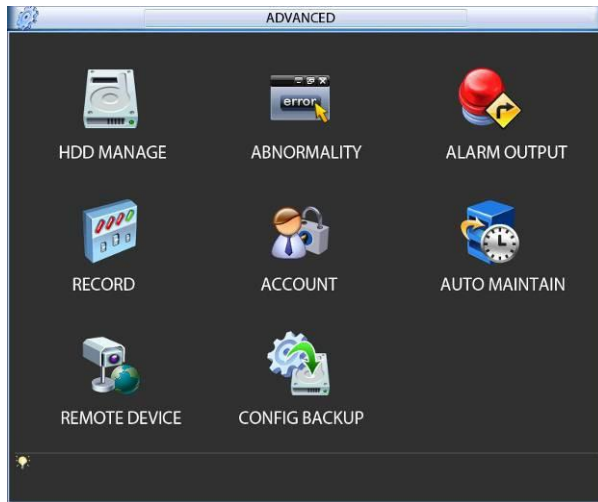 ADVANCED
HDD MANAGE
ABNORMALITY
ALARM OUTPUT
error
RECORD
ACCOUNT
AUTO MAINTAIN
REMOTE DEVICE
CONFIG BACKUP